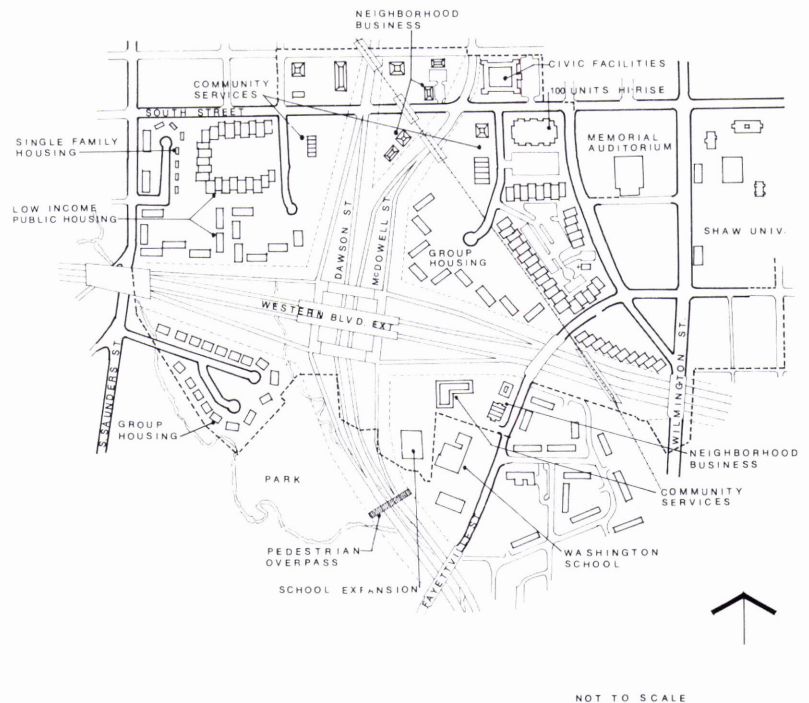 NEIGHBORHOOD
BUSINESS
CIVIC FACILITIES
COMMUNITY
SERVICES
100 UNITS HI-RISE
SOUTH STREET
SINGLE FAMILY
HOUSING
MEMORIAL
AUDITORIUM
LOW INCOME
PUBLIC HOUSING
SHAW UNIV.
DAWSON ST
McDOWELL ST
GROUP
HOUSING
WESTERN BLVD. EXT
S. SAUNDERS ST
WILMINGTON ST
GROUP
HOUSING
NEIGHBORHOOD
BUSINESS
PARK
COMMUNITY
SERVICES
PEDESTRIAN
OVERPASS
WASHINGTON
SCHOOL
SCHOOL EXPANSION
FAYETTVILLE ST
NOT TO SCALE